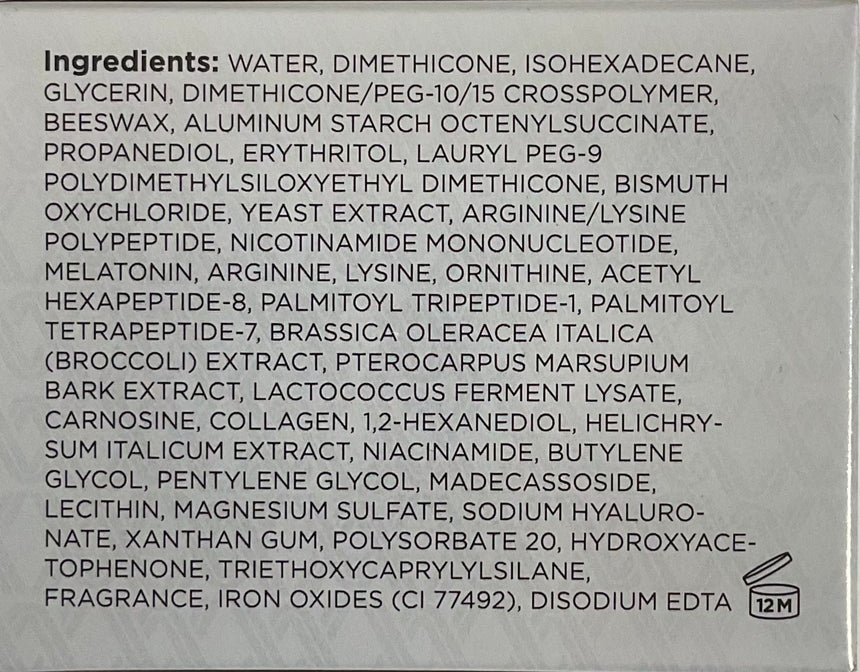 Ingredients: WATER, DIMETHICONE, ISOHEXADECANE,
GLYCERIN, DIMETHICONE/PEG-10/15 CROSSPOLYMER,
BEESWAX, ALUMINUM STARCH OCTENYLSUCCINATE,
PROPANEDIOL, ERYTHRITOL, LAURYL PEG-9
POLYDIMETHYLSILOXYETHYL DIMETHICONE, BISMUTH
OXYCHLORIDE, YEAST EXTRACT, ARGININE/LYSINE
POLYPEPTIDE, NICOTINAMIDE MONONUCLEOTIDE,
MELATONIN, ARGININE, LYSINE, ORNITHINE, ACETYL
HEXAPEPTIDE-8, PALMITOYL TRIPEPTIDE-1, PALMITOYL
TETRAPEPTIDE-7, BRASSICA OLERACEA ITALICA
(BROCCOLI) EXTRACT, PTEROCARPUS MARSUPIUM
BARK EXTRACT, LACTOCOCCUS FERMENT LYSATE,
CARNOSINE, COLLAGEN, 1,2-HEXANEDIOL, HELICHRY-
SUM ITALICUM EXTRACT, NIACINAMIDE, BUTYLENE
GLYCOL, PENTYLENE GLYCOL, MADECASSOSIDE,
LECITHIN, MAGNESIUM SULFATE, SODIUM HYALURO-
NATE, XANTHAN GUM, POLYSORBATE 20, HYDROXYACE-
TOPHENONE, TRIETHOXYCAPRYLYLSILANE,
FRAGRANCE, IRON OXIDES (CI 77492), DISODIUM EDTA
12M